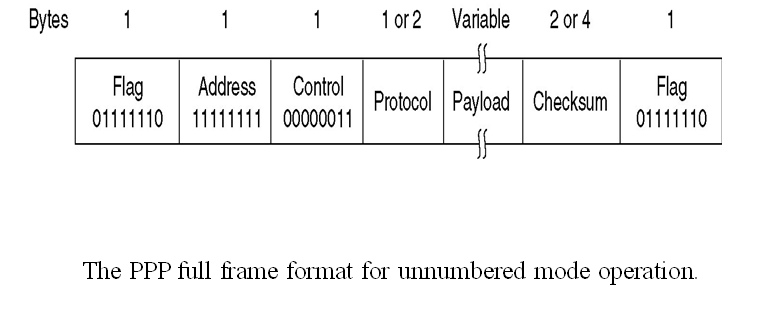 Bytes 1 1 1 1 or 2 Variable 2 or 4 1
Flag Address Control Protocol Payload Checksum Flag
01111110 11111111 00000011 01111110
The PPP full frame format for unnumbered mode operation.